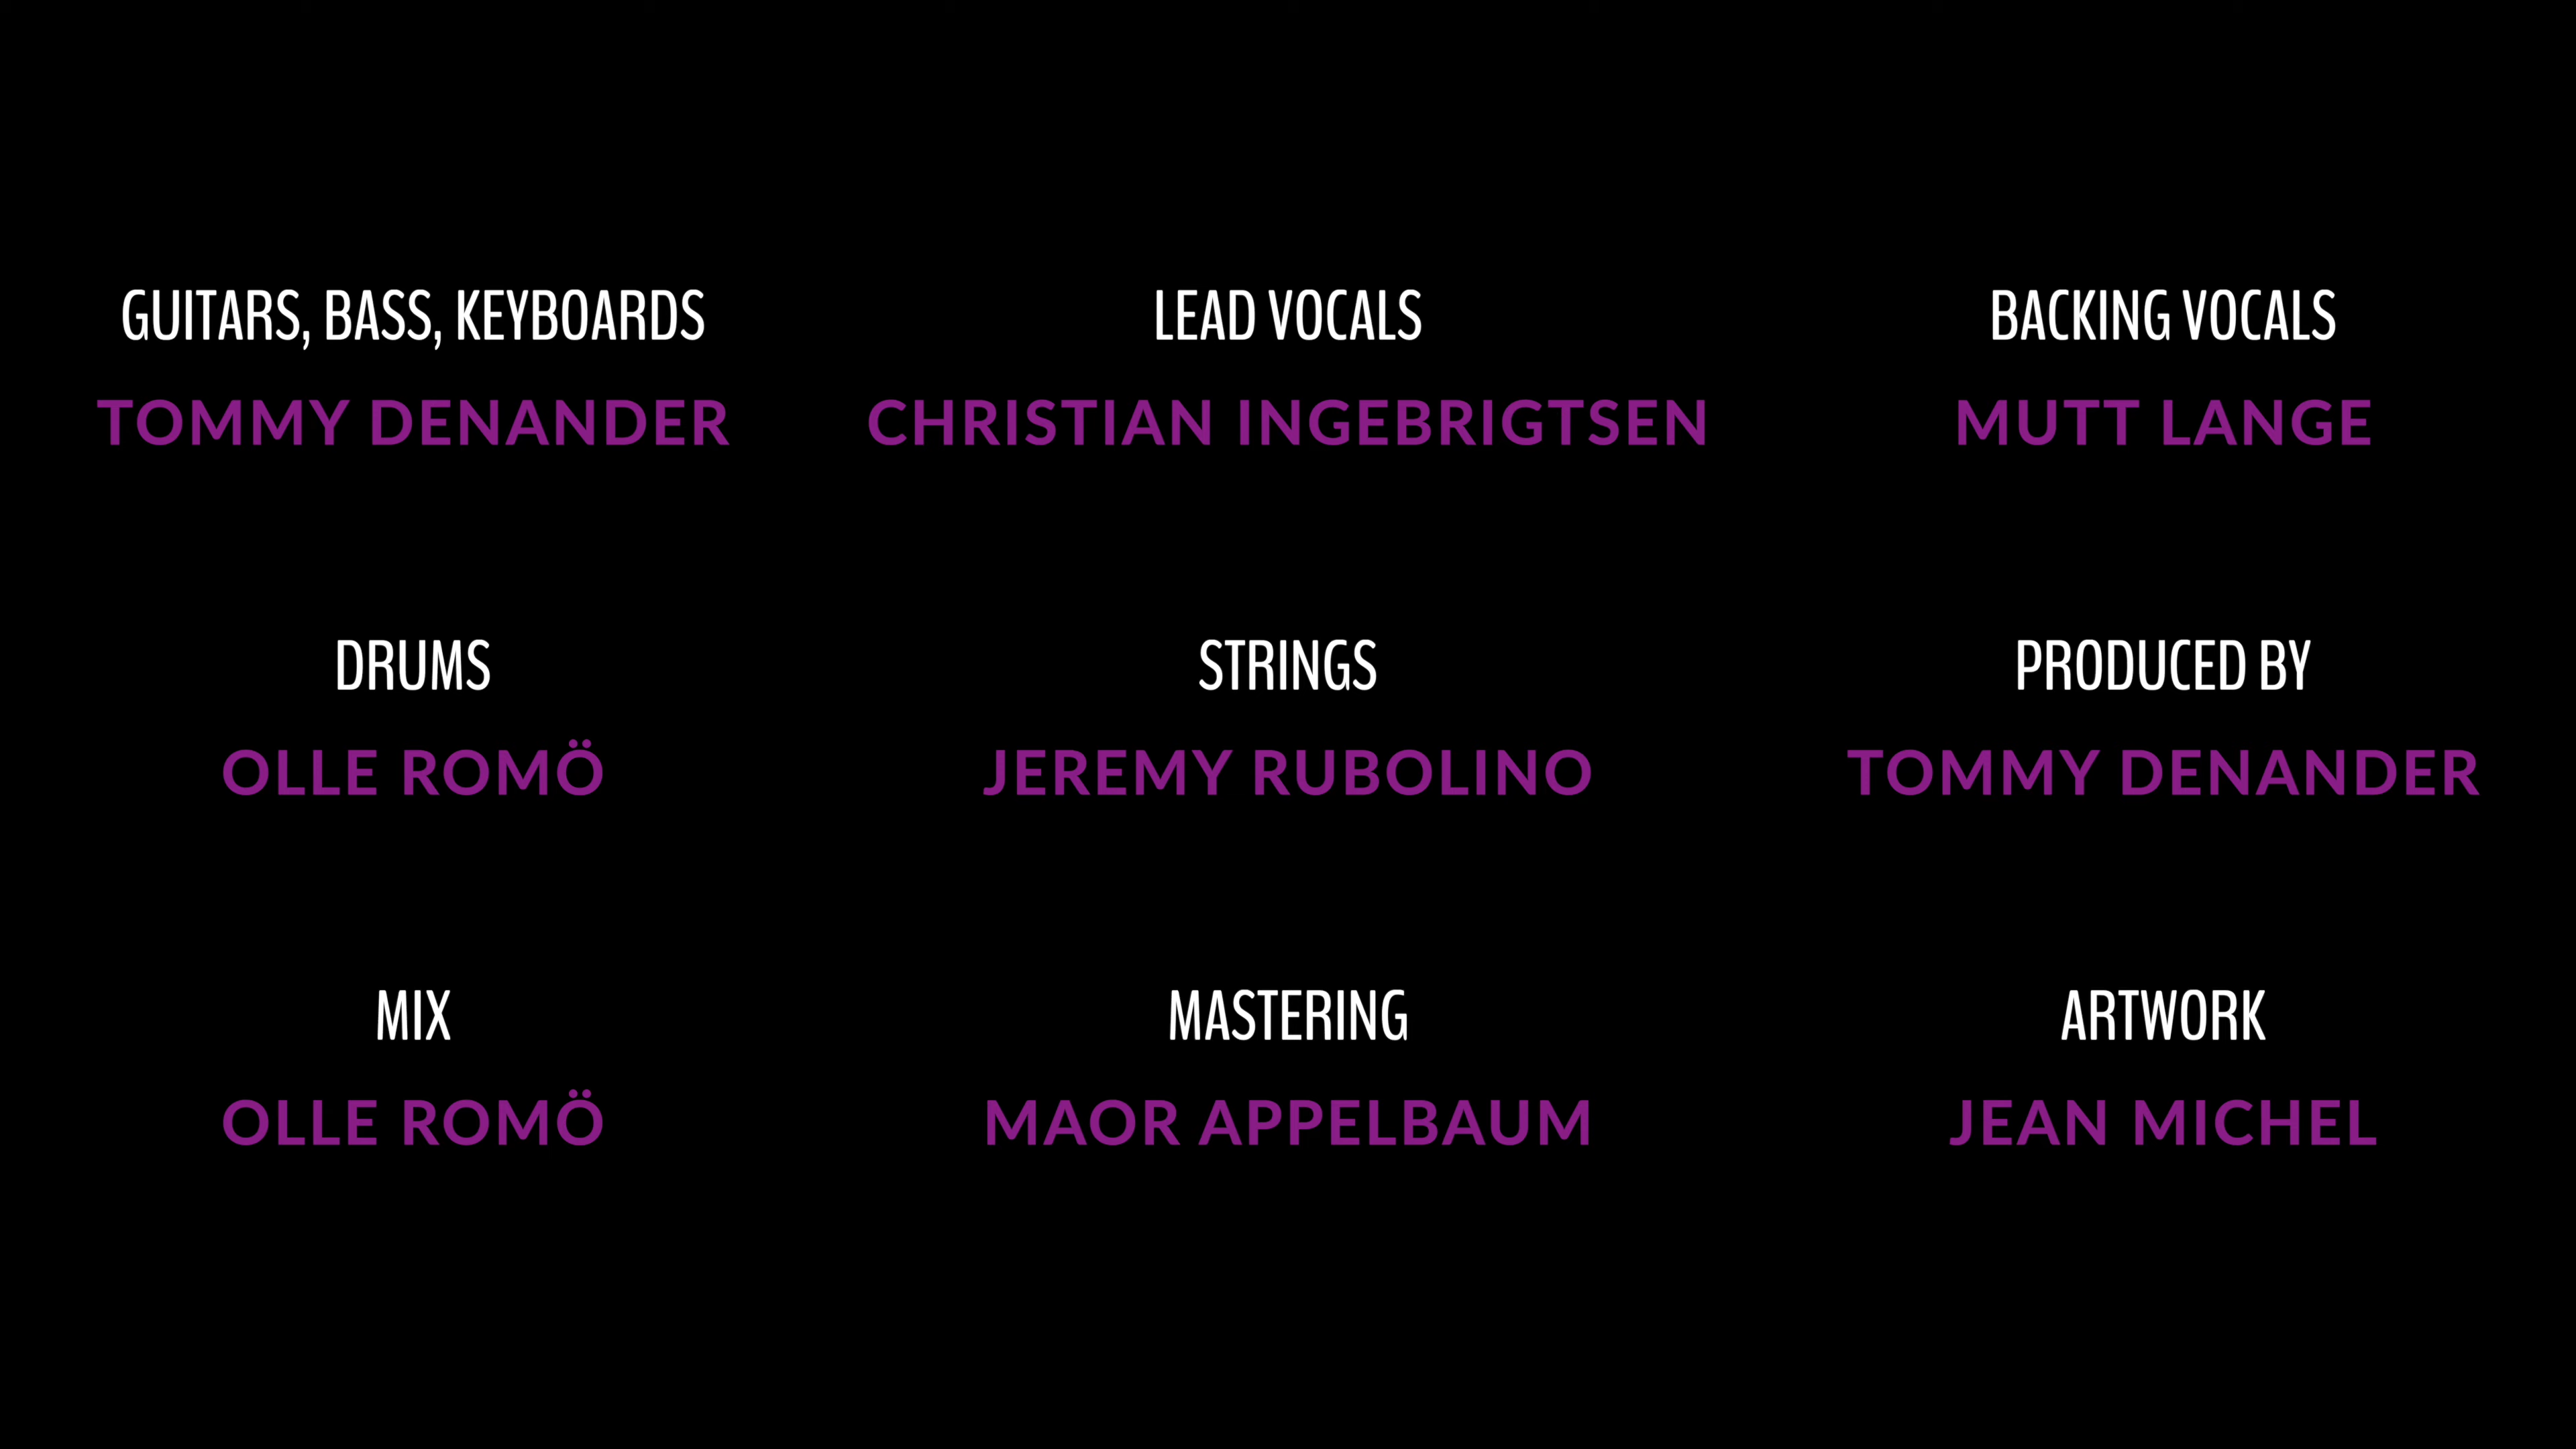 GUITARS, BASS, KEYBOARDS
TOMMY DENANDER
LEAD VOCALS
CHRISTIAN INGEBRIGTSEN
BACKING VOCALS
MUTT LANGE
DRUMS
OLLE ROMÖ
STRINGS
JEREMY RUBOLINO
PRODUCED BY
TOMMY DENANDER
MIX
OLLE ROMÖ
MASTERING
MAOR APPELBAUM
ARTWORK
JEAN MICHEL